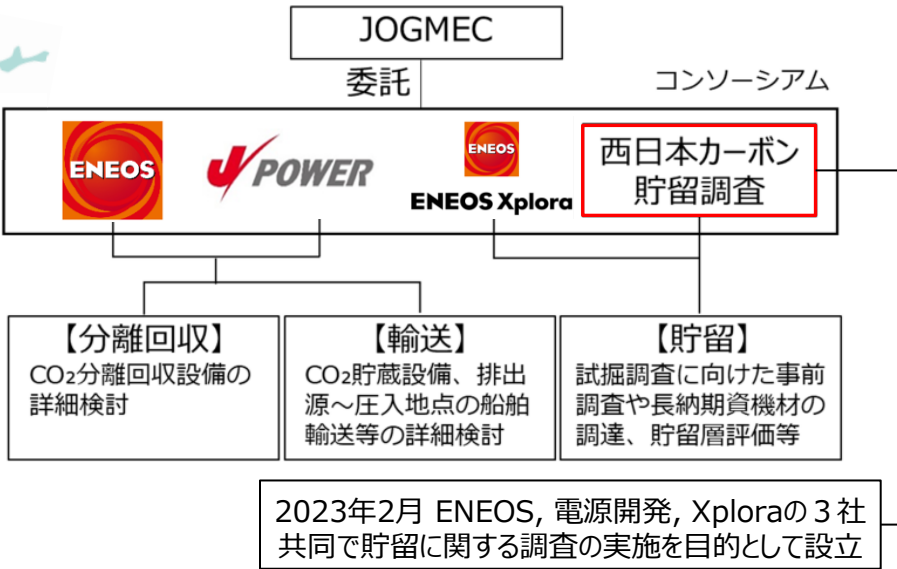 JOGMEC
委託
コンソーシアム
ENEOS
POWER
ENEOS
ENEOS Xplora
西日本カーボン
貯留調査
【分離回収】
CO₂分離回収設備の
詳細検討
【輸送】
CO₂貯蔵設備、排出
源~圧入地点の船舶
輸送等の詳細検討
【貯留】
試掘調査に向けた事前
調査や長納期資機材の
調達、貯留層評価等
2023年2月 ENEOS, 電源開発, Xploraの3社
共同で貯留に関する調査の実施を目的として設立